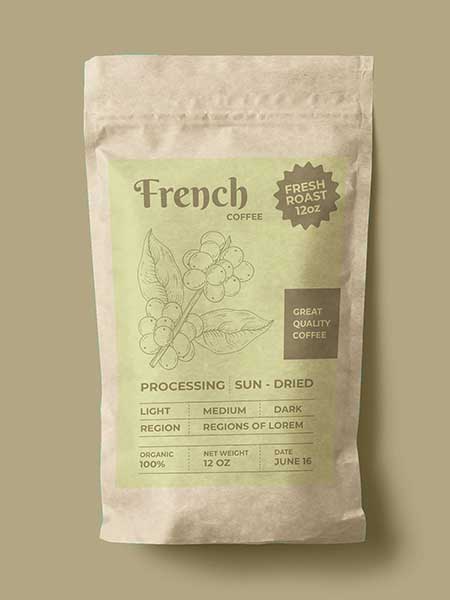 French
COFFEE
FRESH
ROAST
12oz
GREAT
QUALITY
COFFEE
PROCESSING SUN - DRIED
LIGHT MEDIUM DARK
REGION REGIONS OF LOREM
ORGANIC NET WEIGHT DATE
100% 12 OZ JUNE 16